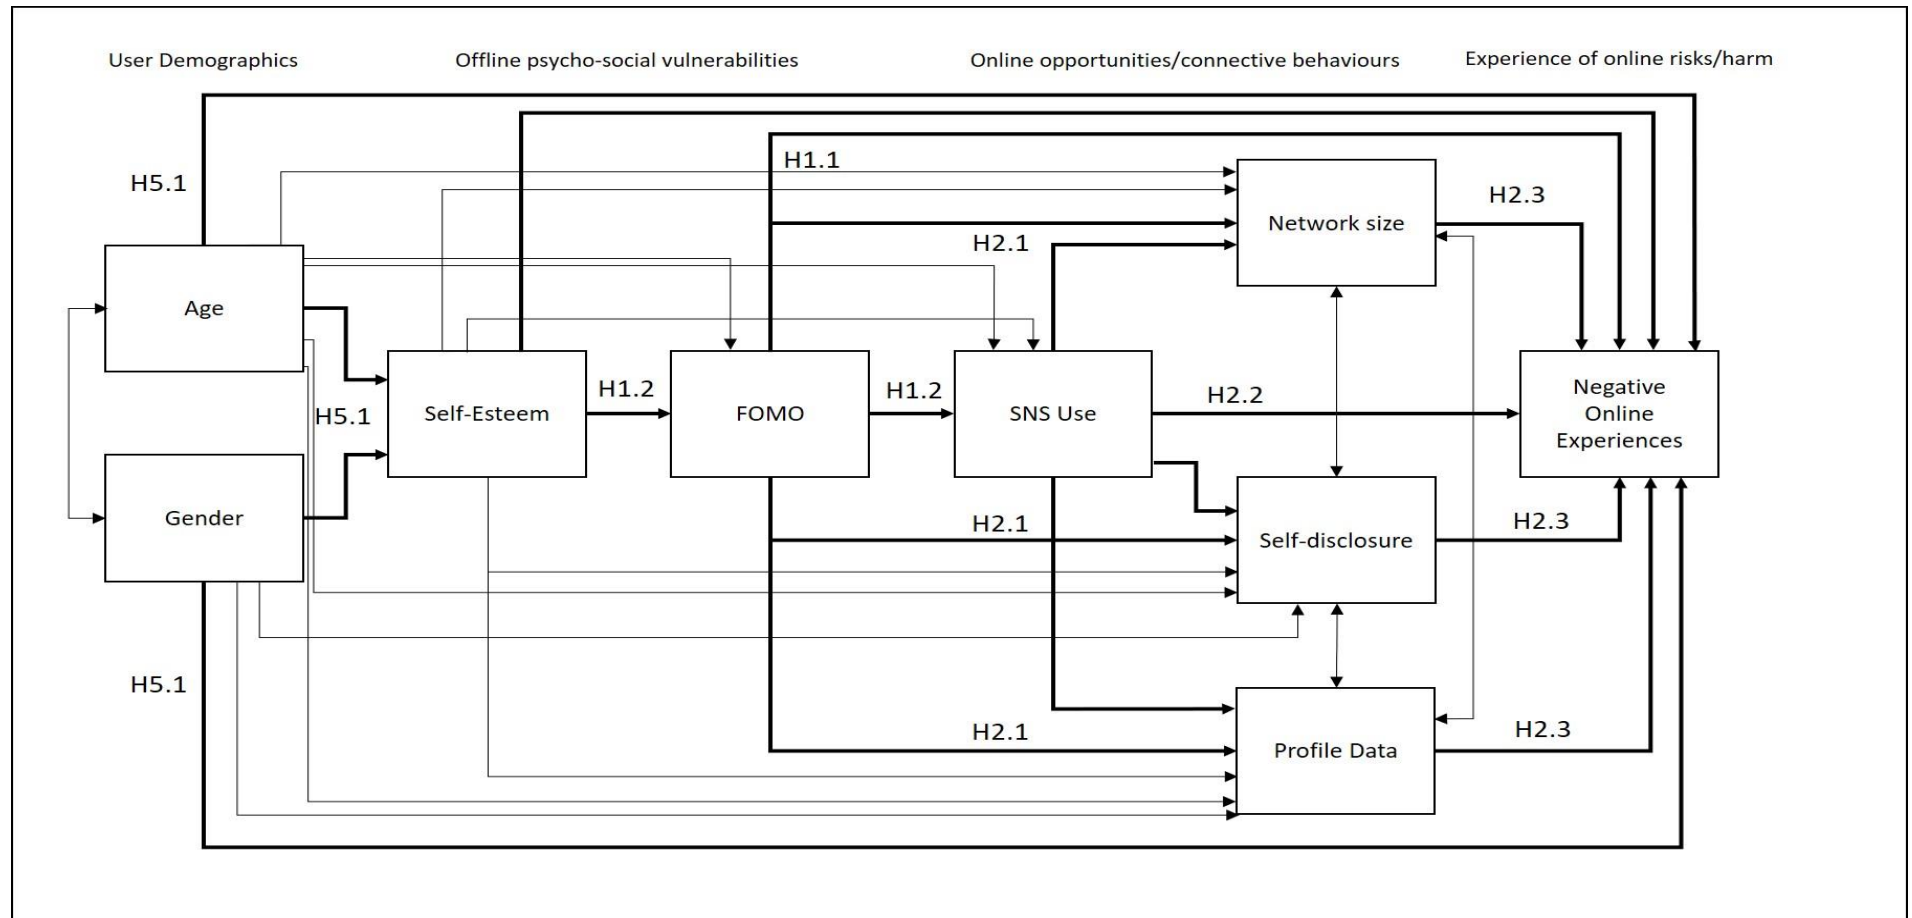 User Demographics
Offline psycho-social vulnerabilities
Online opportunities/connective behaviours
Experience of online risks/harm
H1.1
H5.1
H2.3
Network size
H2.1
Age
H1.2
H1.2
H2.2
Negative
Online
Experiences
H5.1
Self-Esteem
FOMO
SNS Use
Gender
H2.1
H2.3
Self-disclosure
H5.1
H2.1
H2.3
Profile Data